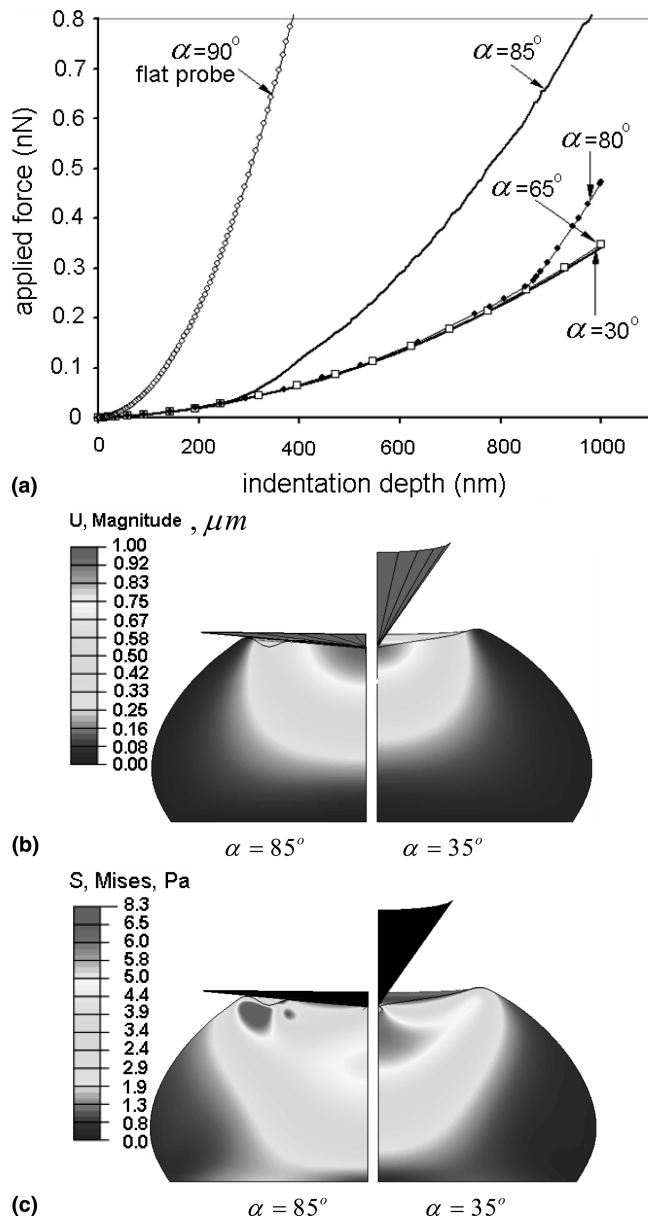 0.8
0.7
0.6
0.5
0.4
0.3
0.2
0.1
0
applied force (nN)
α=90°
flat probe
α=85°
α=80°
α=65°
α=30°
0 200 400 600 800 1000
(a) indentation depth (nm)
U, Magnitude , μm
1.00
0.92
0.83
0.75
0.67
0.58
0.50
0.42
0.33
0.25
0.16
0.08
0.00
(b) α = 85° α = 35°
S, Mises, Pa
8.3
6.5
6.0
5.8
5.0
4.4
3.9
3.4
2.4
2.9
1.9
1.3
0.8
0.0
(c) α = 85° α = 35°